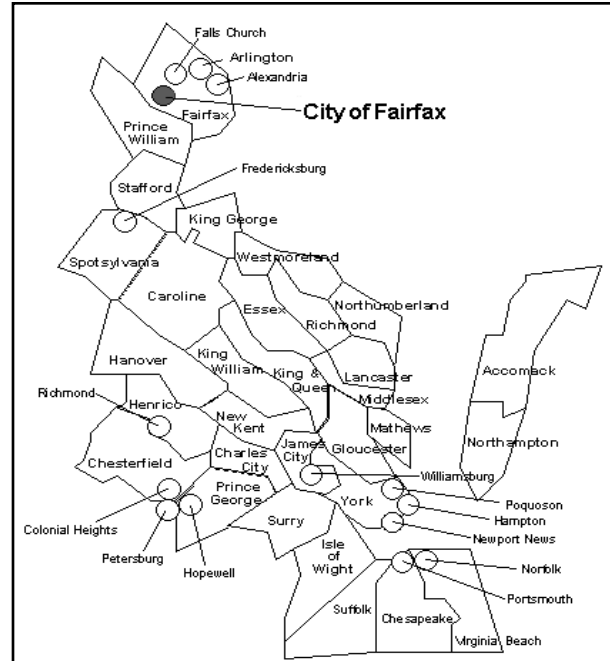 Falls Church
Arlington
Alexandria
City of Fairfax
Fairfax
Prince
William
Fredericksburg
Stafford
King George
Spotsylvania
Westmoreland
Caroline
Essex
Northumberland
Richmond
Hanover
King
William
King &
Queen
Lancaster
Accomack
Richmond
Henrico
Middlesex
New
Kent
Mathews
Northampton
James
City
Gloucester
Chesterfield
Charles
City
Williamsburg
Prince
George
York
Poquoson
Colonial Heights
Surry
Hampton
Petersburg
Hopewell
Newport News
Isle
of
Wight
Norfolk
Portsmouth
Suffolk
Chesapeake
Virginia Beach